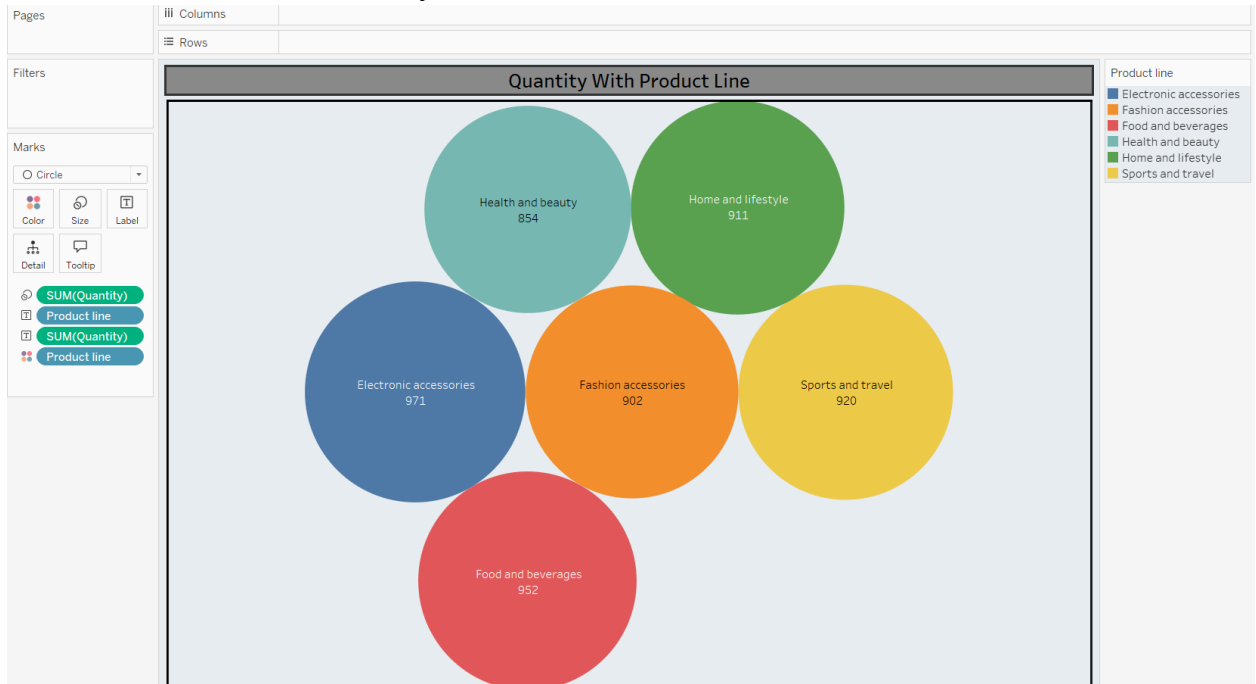 Pages
Columns
Rows
Filters
Quantity With Product Line
Product line
Electronic accessories
Fashion accessories
Food and beverages
Health and beauty
Home and lifestyle
Sports and travel
Marks
Circle
Color
Size
Label
Detail
Tooltip
SUM(Quantity)
Product line
SUM(Quantity)
Product line
Health and beauty
854
Home and lifestyle
911
Electronic accessories
971
Fashion accessories
902
Sports and travel
920
Food and beverages
952